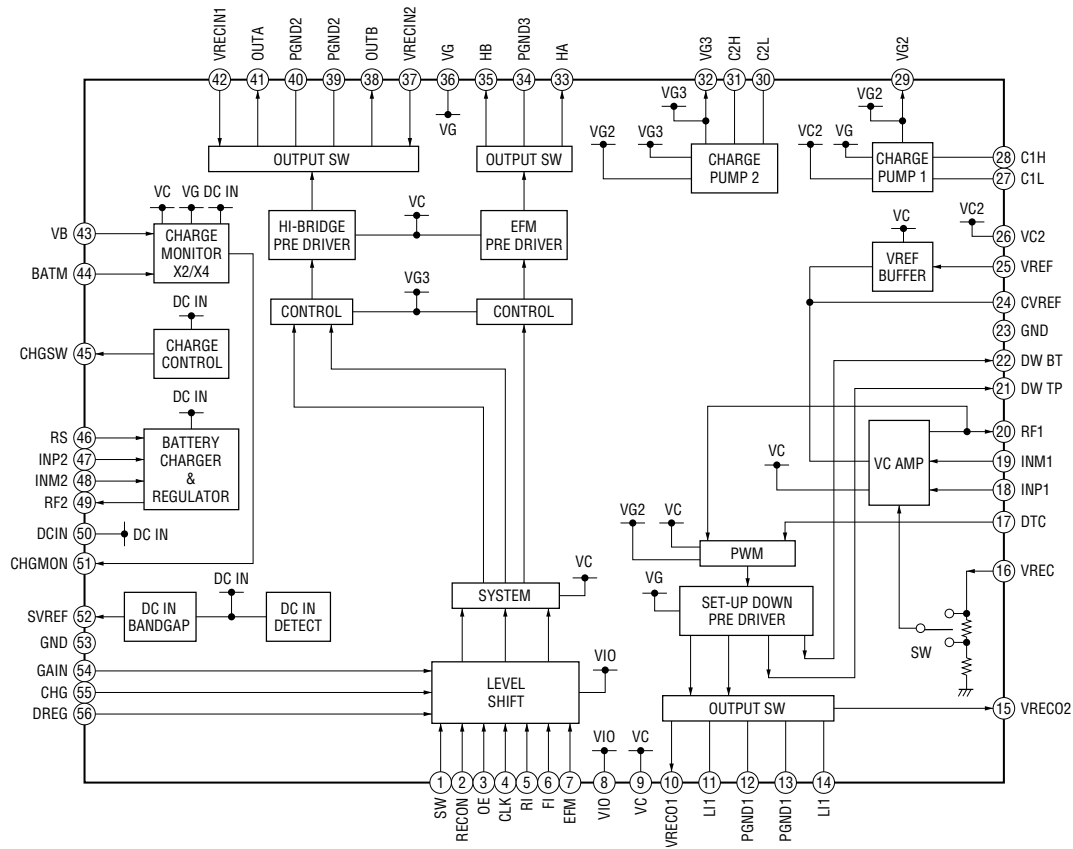 VRECIN1
OUTA
PGND2
PGND2
OUTB
VRECIN2
VG
HB
PGND3
HA
VG3
C2H
C2L
VG2
42
41
40
39
38
37
36
35
34
33
32
31
30
29
VG
VG3
VG2
VG3
VG2
VC2
VG
OUTPUT SW
OUTPUT SW
CHARGE
PUMP 2
CHARGE
PUMP 1
28 C1H
27 C1L
VC
VG
DC IN
VB 43
CHARGE
MONITOR
X2/X4
BATM 44
HI-BRIDGE
PRE DRIVER
VC
EFM
PRE DRIVER
VC
VC2
26 VC2
VREF
BUFFER
25 VREF
24 CVREF
23 GND
22 DW BT
21 DW TP
VG3
CONTROL
CONTROL
DC IN
CHGSW 45
CHARGE
CONTROL
DC IN
RS 46
INP2 47
INM2 48
RF2 49
BATTERY
CHARGER
&
REGULATOR
DCIN 50
DC IN
CHGMON 51
20 RF1
19 INM1
18 INP1
17 DTC
16 VREC
VC AMP
VC
VG2
VC
PWM
VG
SET-UP DOWN
PRE DRIVER
SW
SYSTEM
VC
DC IN
SVREF 52
DC IN
BANDGAP
DC IN
DETECT
GND 53
GAIN 54
CHG 55
DREG 56
LEVEL
SHIFT
VIO
OUTPUT SW
15 VRECO2
VIO
VC
1
2
3
4
5
6
7
8
9
10
11
12
13
14
SW
RECON
OE
CLK
RI
FI
EFM
VIO
VC
VRECO1
LI1
PGND1
PGND1
LI1